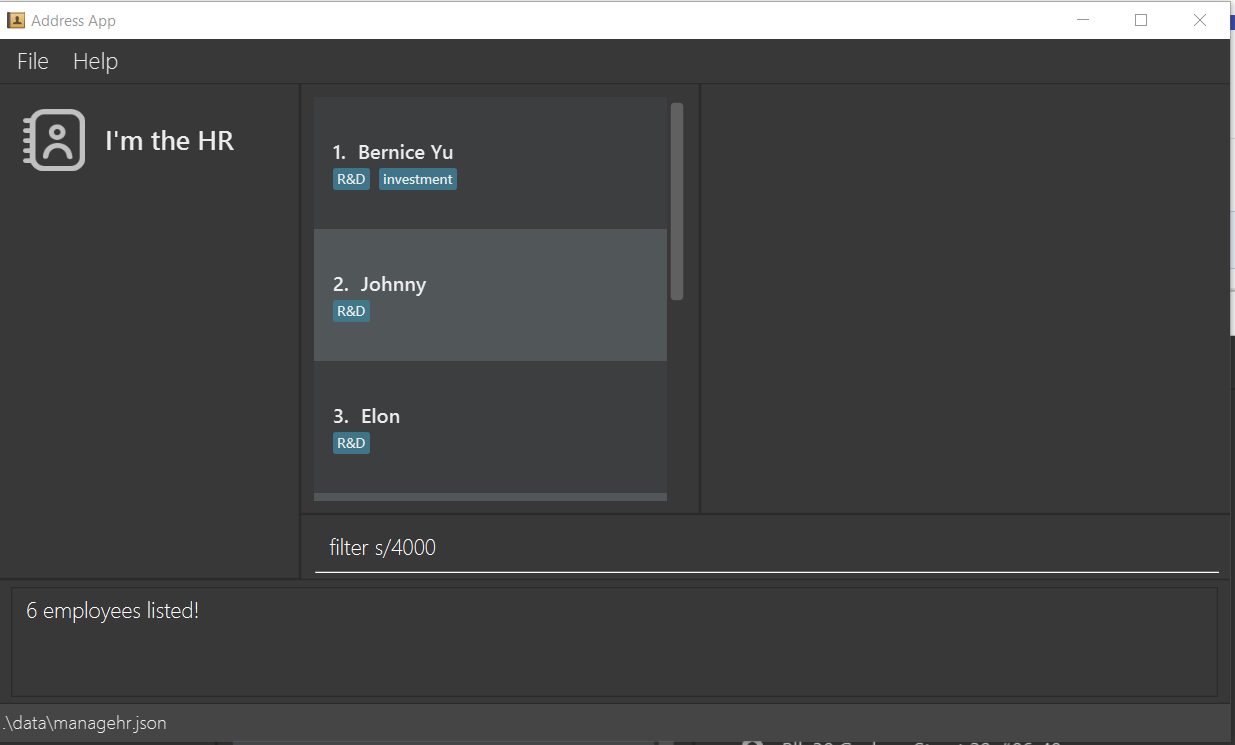 Address App
File Help
I'm the HR
1. Bernice Yu
R&D investment
2. Johnny
R&D
3. Elon
R&D
filter s/4000
6 employees listed!
.\data\managehr.json